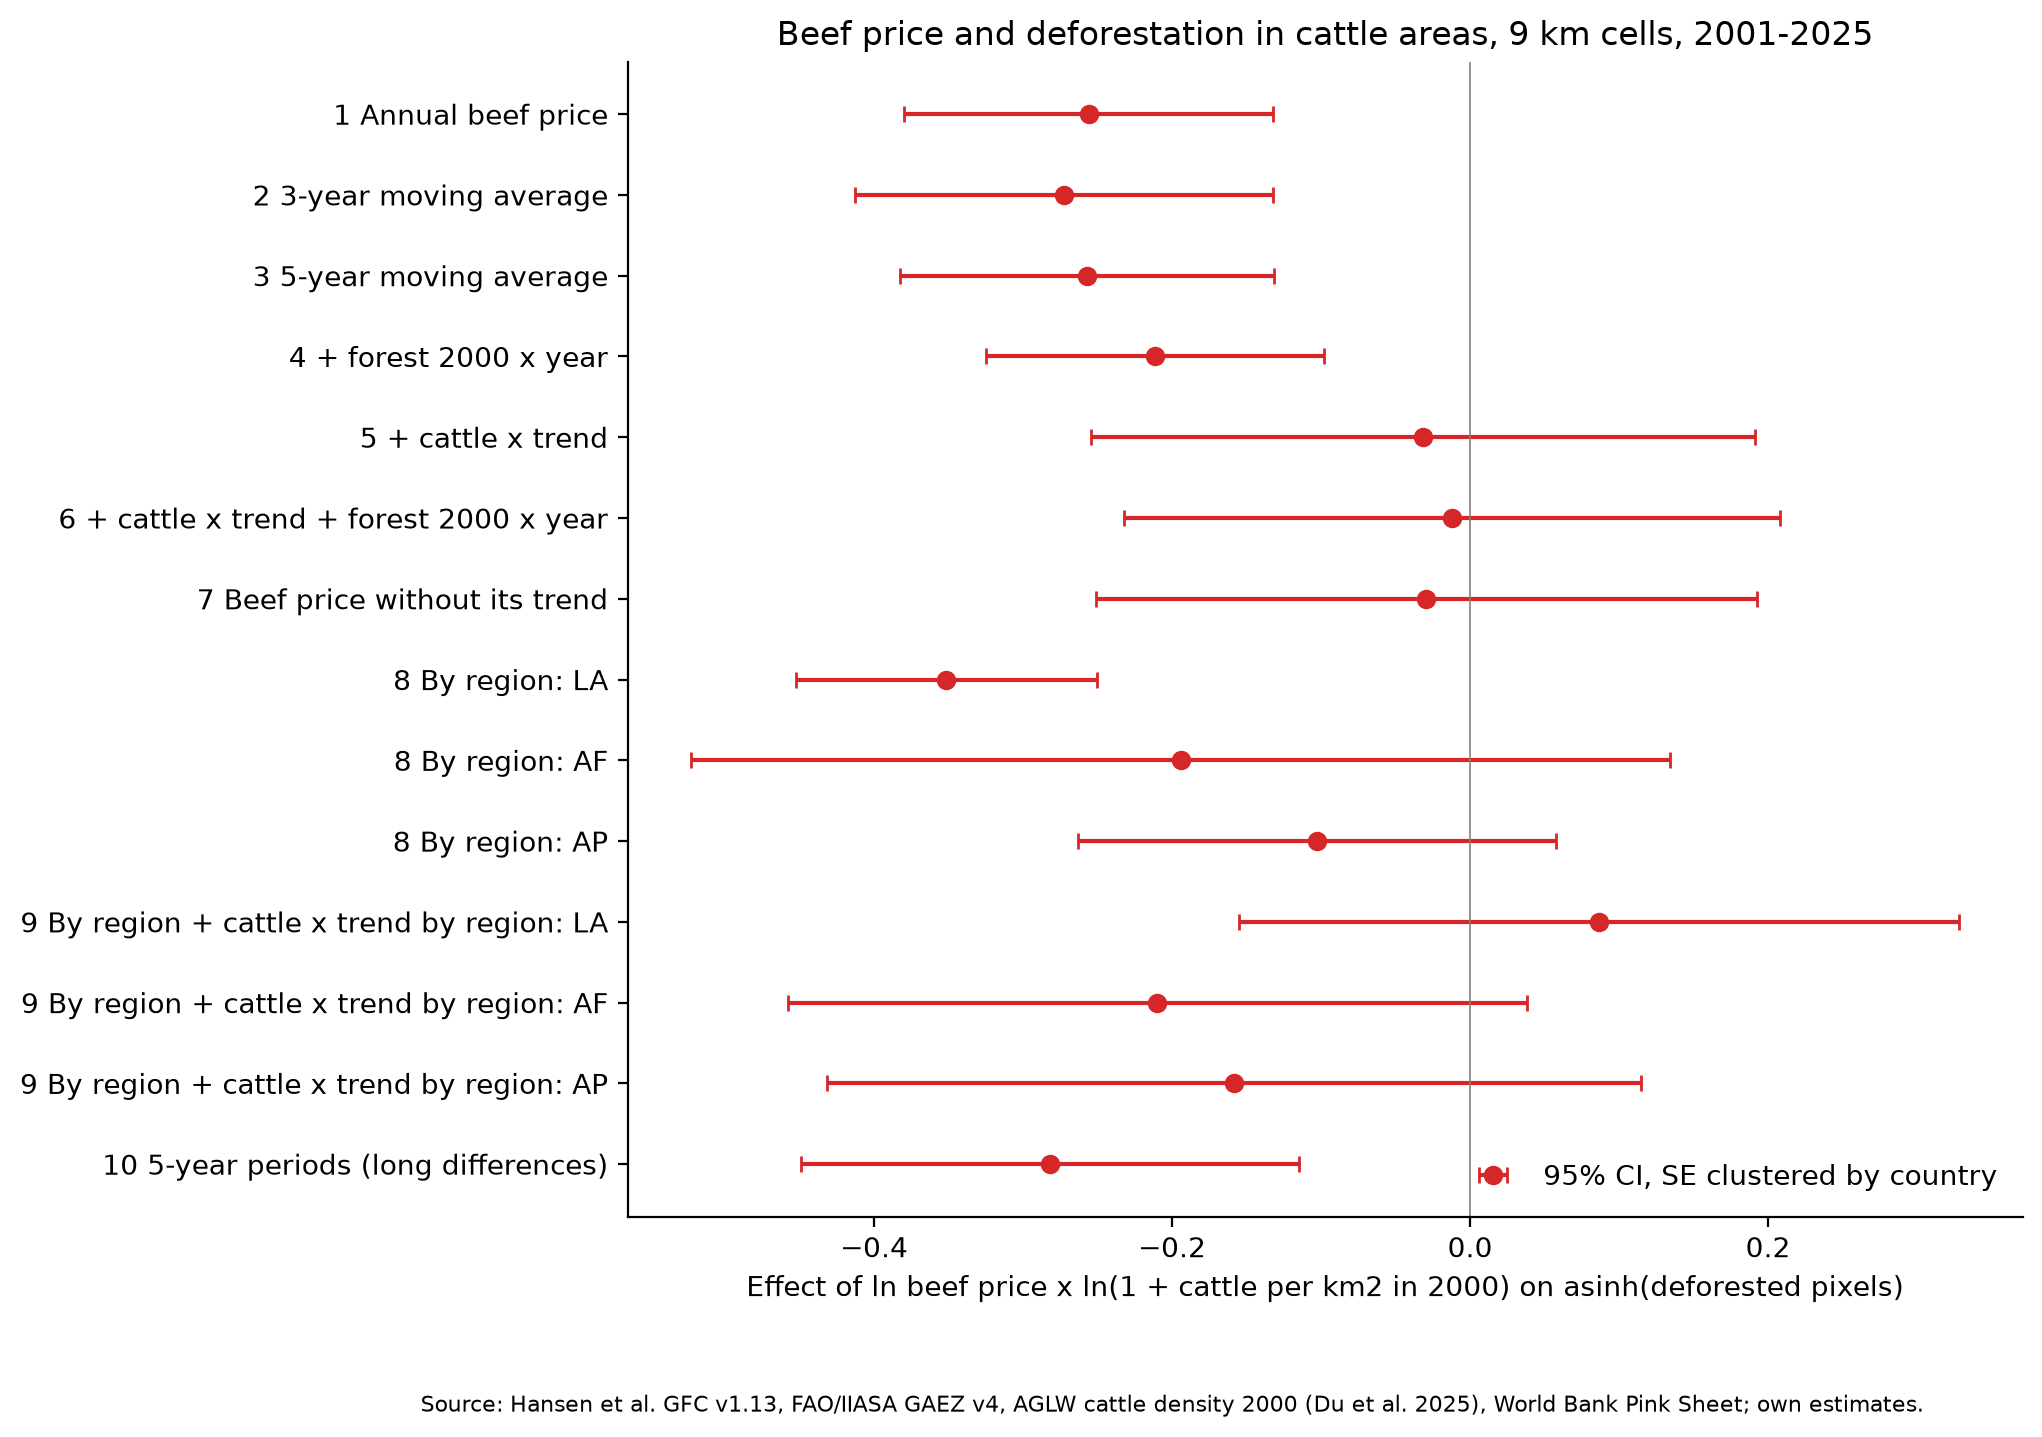 Beef price and deforestation in cattle areas, 9 km cells, 2001-2025
1 Annual beef price
2 3-year moving average
3 5-year moving average
4 + forest 2000 x year
5 + cattle x trend
6 + cattle x trend + forest 2000 x year
7 Beef price without its trend
8 By region: LA
8 By region: AF
8 By region: AP
9 By region + cattle x trend by region: LA
9 By region + cattle x trend by region: AF
9 By region + cattle x trend by region: AP
10 5-year periods (long differences)
95% CI, SE clustered by country
−0.4 −0.2 0.0 0.2
Effect of ln beef price x ln(1 + cattle per km2 in 2000) on asinh(deforested pixels)
Source: Hansen et al. GFC v1.13, FAO/IIASA GAEZ v4, AGLW cattle density 2000 (Du et al. 2025), World Bank Pink Sheet; own estimates.